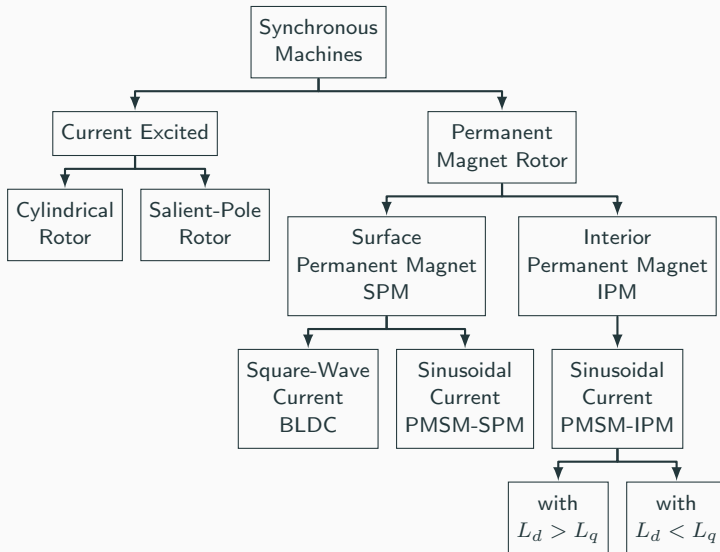 Synchronous
Machines
Current Excited
Permanent
Magnet Rotor
Cylindrical
Rotor
Salient-Pole
Rotor
Surface
Permanent Magnet
SPM
Interior
Permanent Magnet
IPM
Square-Wave
Current
BLDC
Sinusoidal
Current
PMSM-SPM
Sinusoidal
Current
PMSM-IPM
with
$L_d > L_q$
with
$L_d < L_q$